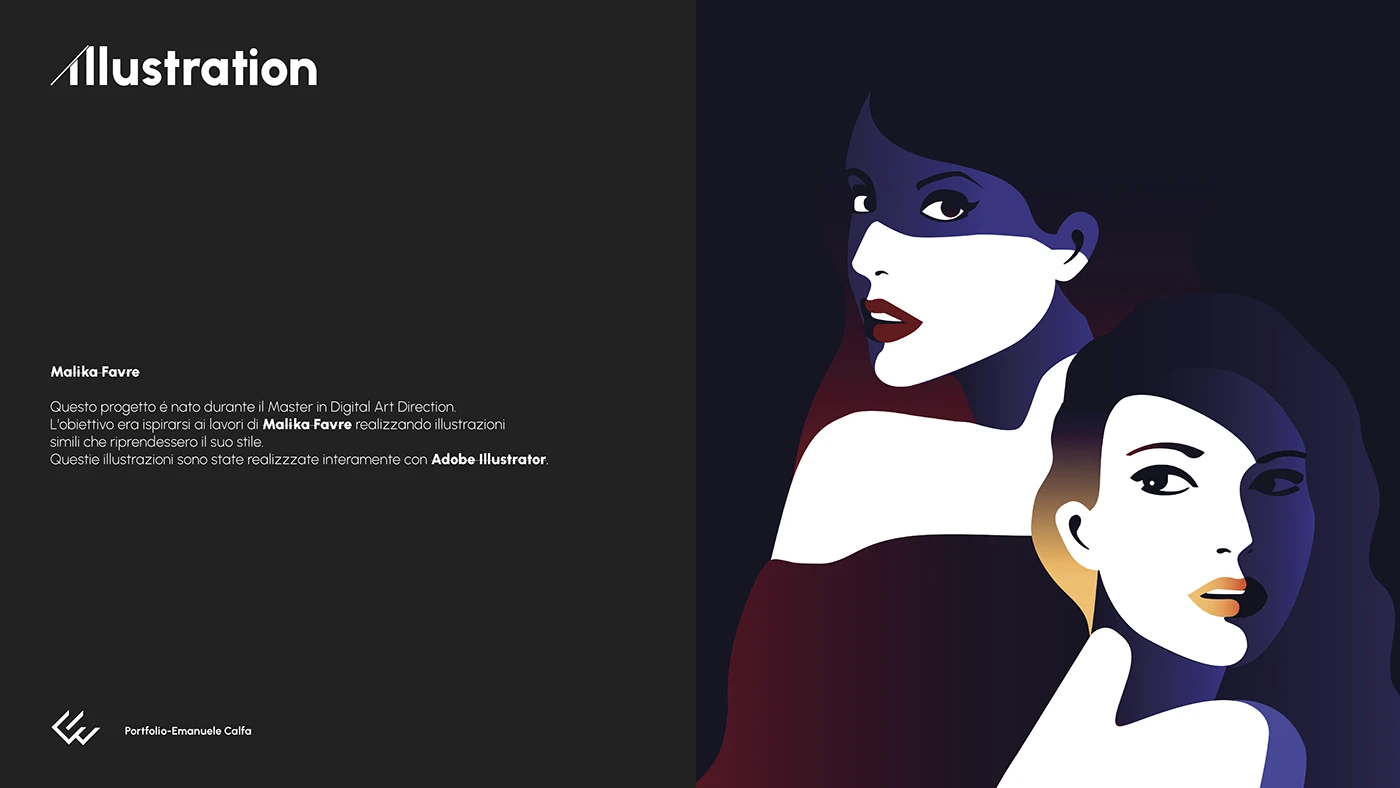 Illustration
Malika Favre
Questo progetto é nato durante il Master in Digital Art Direction.
L'obiettivo era ispirarsi ai lavori di Malika Favre realizzando illustrazioni
simili che riprendessero il suo stile.
Questie illustrazioni sono state realizzzate interamente con Adobe Illustrator.
Portfolio-Emanuele Calfa